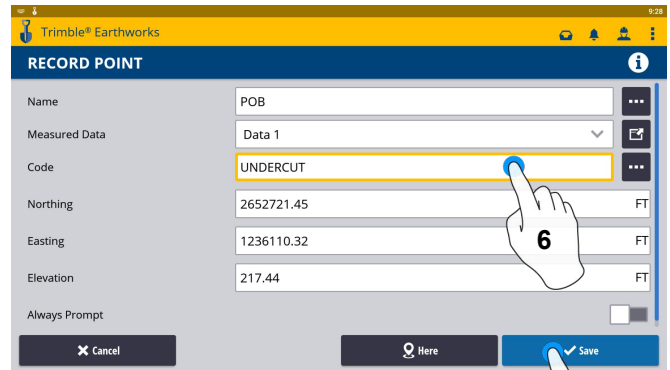 9:28
Trimble® Earthworks
RECORD POINT
Name POB
Measured Data Data 1
Code UNDERCUT
Northing 2652721.45 FT
Easting 1236110.32 FT
6
Elevation 217.44 FT
Always Prompt
Cancel Here Save